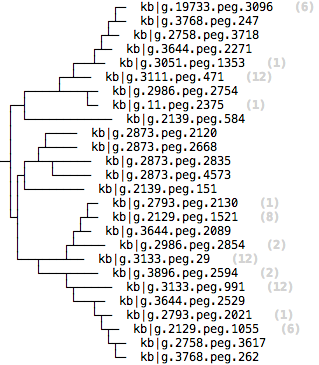 kb|g.19733.peg.3096 (6)
kb|g.3768.peg.247
kb|g.2758.peg.3718
kb|g.3644.peg.2271
kb|g.3051.peg.1353 (1)
kb|g.3111.peg.471 (12)
kb|g.2986.peg.2754
kb|g.11.peg.2375 (1)
kb|g.2139.peg.584
kb|g.2873.peg.2120
kb|g.2873.peg.2668
kb|g.2873.peg.2835
kb|g.2873.peg.4573
kb|g.2139.peg.151
kb|g.2793.peg.2130 (1)
kb|g.2129.peg.1521 (8)
kb|g.3644.peg.2089
kb|g.2986.peg.2854 (2)
kb|g.3133.peg.29 (12)
kb|g.3896.peg.2594 (2)
kb|g.3133.peg.991 (12)
kb|g.3644.peg.2529
kb|g.2793.peg.2021 (1)
kb|g.2129.peg.1055 (6)
kb|g.2758.peg.3617
kb|g.3768.peg.262